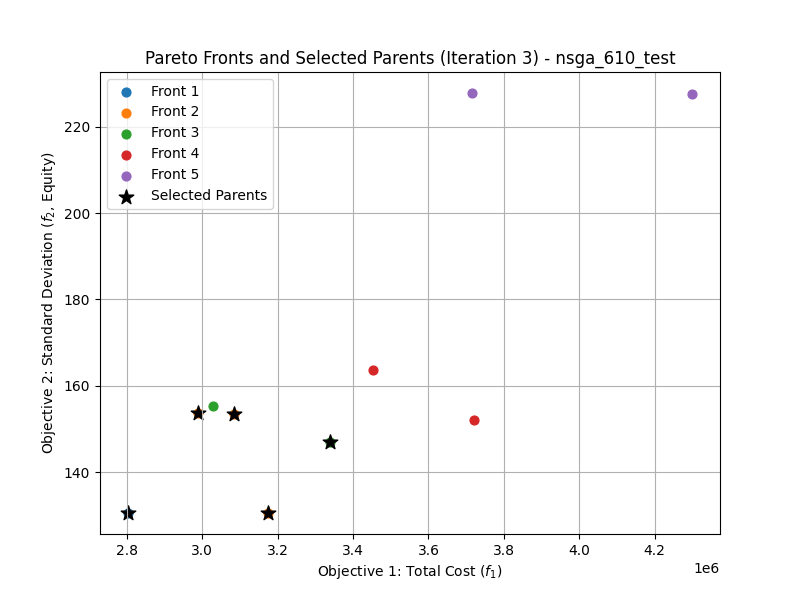 Pareto Fronts and Selected Parents (Iteration 3) - nsga_610_test
Front 1
Front 2
Front 3
Front 4
Front 5
Selected Parents
220
200
180
160
140
Objective 2: Standard Deviation (f₂, Equity)
2.8 3.0 3.2 3.4 3.6 3.8 4.0 4.2
1e6
Objective 1: Total Cost (f₁)